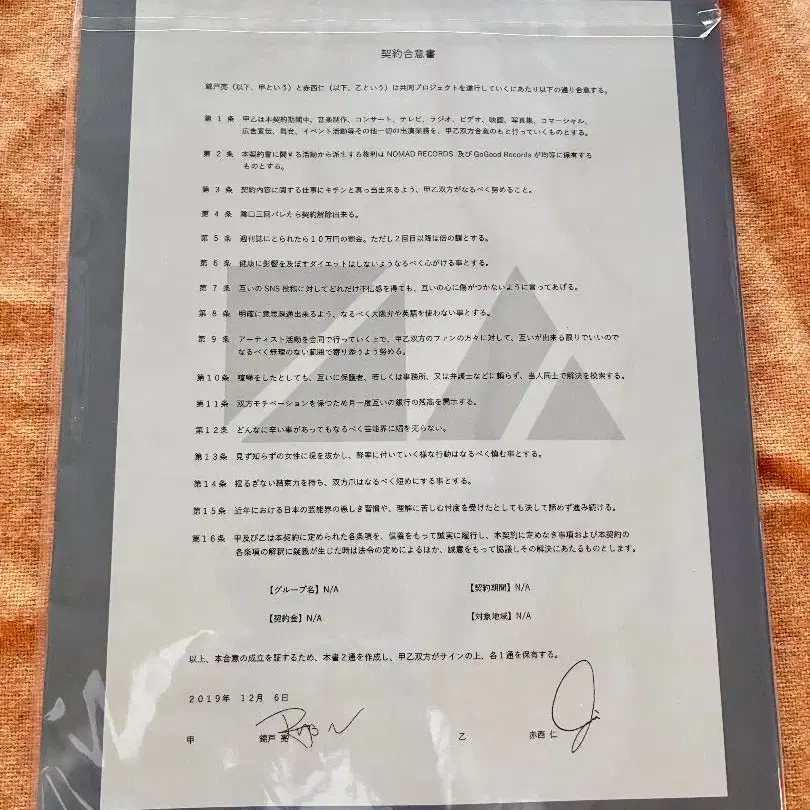 契約合意書
錦戸亮(以下、甲という)と赤西仁(以下、乙という)は共同プロジェクトを遂行していくにあたり以下の通り合意する。
第1条 甲乙は本契約期間中、音楽制作、コンサート、テレビ、ラジオ、ビデオ、映画、写真集、コマーシャル、
広告宣伝、舞台、イベント活動等その他一切の出演業務を、甲乙双方合意のもと行っていくものとする。
第2条 本契約書に関する活動から派生する権利は NOMAD RECORDS 及び GoGood Records が均等に保有する
ものとする。
第3条 契約内容に関する仕事にキチンと真っ当出来るよう、甲乙双方がなるべく努めること。
第4条 陰口三回バレたら契約解除出来る。
第5条 週刊誌にとられたら10万円の罰金。ただし2回目以降は倍の額とする。
第6条 健康に影響を及ぼすダイエットはしないようなるべく心がける事とする。
第7条 互いの SNS 投稿に対してどれだけ不信感を得ても、互いの心に傷がつかないように言ってあげる。
第8条 明確に意思疎通出来るよう、なるべく大阪弁や英語を使わない事とする。
第9条 アーティスト活動を合同で行っていく上で、甲乙双方のファンの方々に対して、互いが出来る限りでいいので
なるべく無理のない範囲で寄り添うよう努める。
第10条 喧嘩をしたとしても、互いに保護者、若しくは事務所、又は弁護士などに頼らず、当人同士で解決を模索する。
第11条 双方モチベーションを保つため月一度互いの銀行の残高を開示する。
第12条 どんなに辛い事があってもなるべく芸能界に媚を売らない。
第13条 見ず知らずの女性に現を抜かし、軽率に付いていく様な行動はなるべく慎む事とする。
第14条 揺るぎない結束力を持ち、双方爪はなるべく短めにする事とする。
第15条 近年における日本の芸能界の悪しき習慣や、理解に苦しむ忖度を受けたとしても決して諦めず進み続ける。
第16条 甲及び乙は本契約に定められた各条項を、信義をもって誠実に履行し、本契約に定めなき事項および本契約の
各条項の解釈に疑義が生じた時は法令の定めによるほか、誠意をもって協議しその解決にあたるものとします。
【グループ名】N/A 【契約期間】N/A
【契約金】N/A 【対象地域】N/A
以上、本合意の成立を証するため、本書2通を作成し、甲乙双方がサインの上、各1通を保有する。
2019年 12月 6日
甲 錦戸 亮 Ryo N 乙 赤西 仁